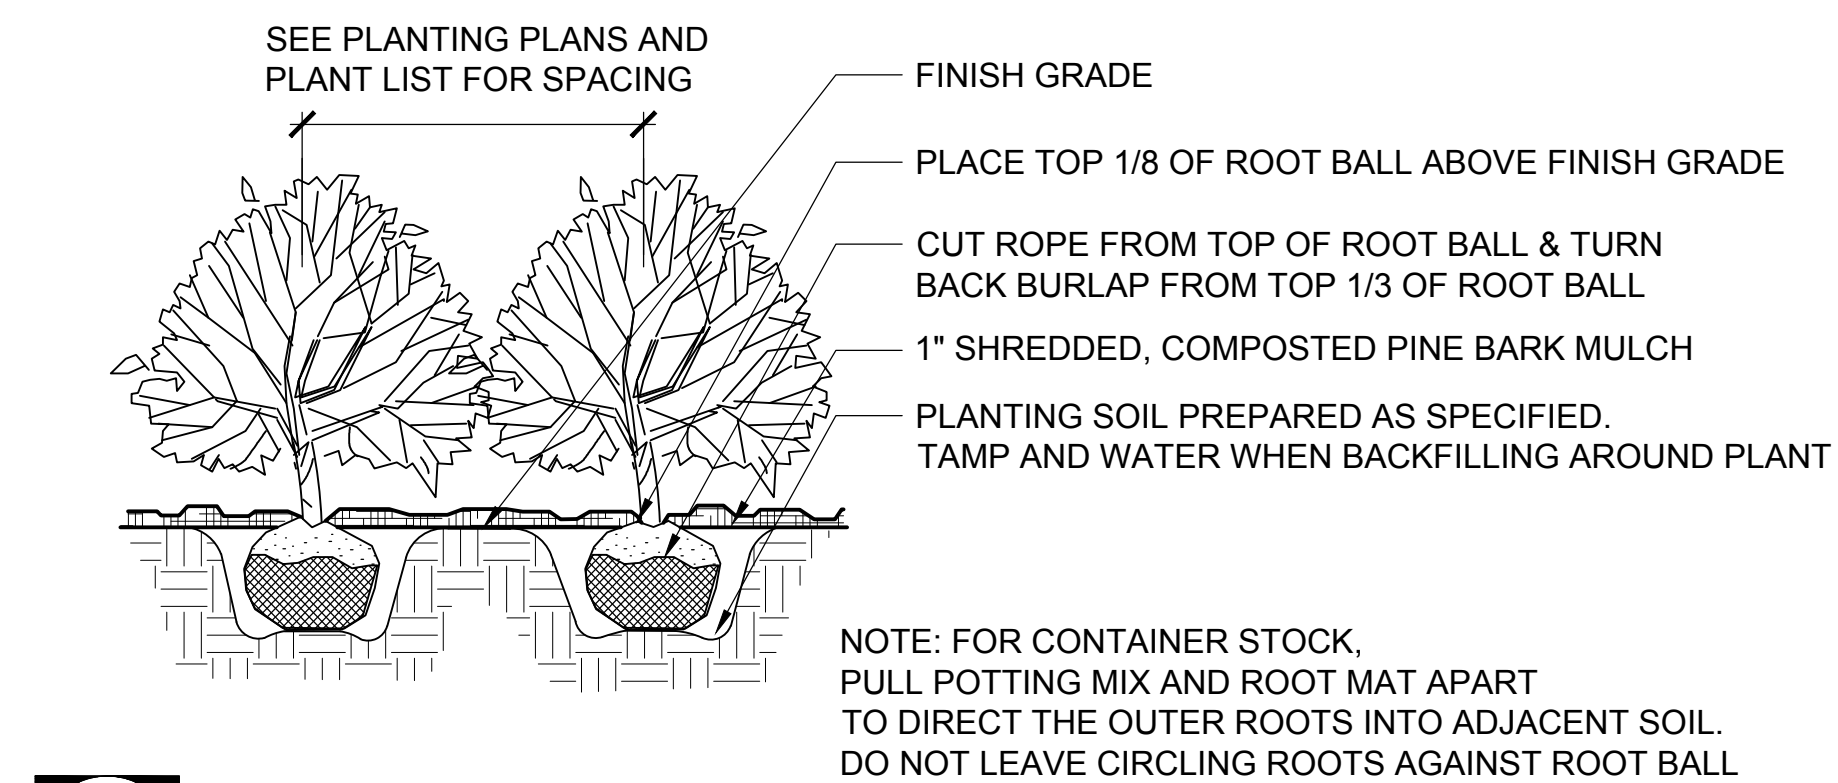 SEE PLANTING PLANS AND
PLANT LIST FOR SPACING
FINISH GRADE
PLACE TOP 1/8 OF ROOT BALL ABOVE FINISH GRADE
CUT ROPE FROM TOP OF ROOT BALL & TURN
BACK BURLAP FROM TOP 1/3 OF ROOT BALL
1" SHREDDED, COMPOSTED PINE BARK MULCH
PLANTING SOIL PREPARED AS SPECIFIED.
TAMP AND WATER WHEN BACKFILLING AROUND PLANT
NOTE: FOR CONTAINER STOCK,
PULL POTTING MIX AND ROOT MAT APART
TO DIRECT THE OUTER ROOTS INTO ADJACENT SOIL.
DO NOT LEAVE CIRCLING ROOTS AGAINST ROOT BALL